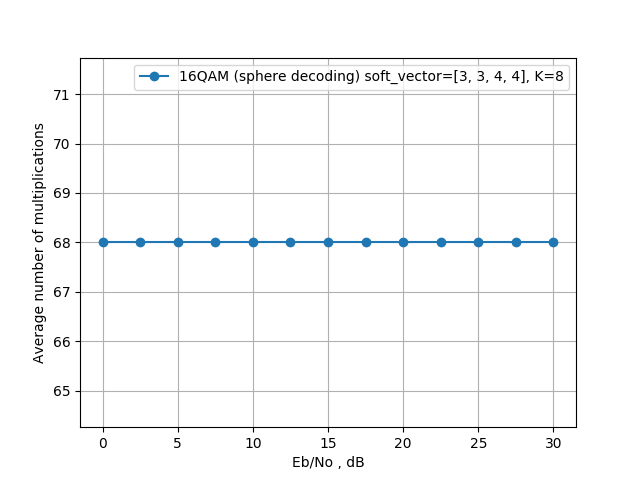 16QAM (sphere decoding) soft_vector=[3, 3, 4, 4], K=8
71
70
69
68
67
66
65
Average number of multiplications
0 5 10 15 20 25 30
Eb/No , dB